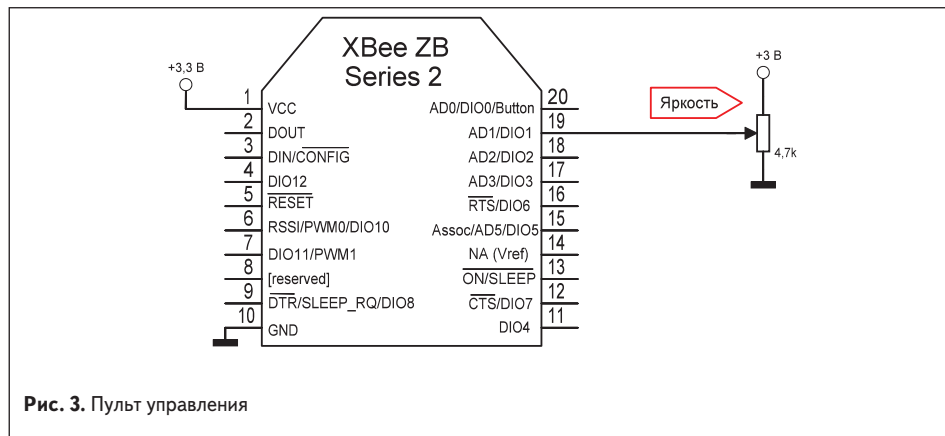 XBee ZB
Series 2
+3,3 В
1 VCC
2 DOUT
3 DIN/CONFIG
4 DIO12
5 RESET
6 RSSI/PWM0/DIO10
7 DIO11/PWM1
8 [reserved]
9 DTR/SLEEP_RQ/DIO8
10 GND
AD0/DIO0/Button 20
AD1/DIO1 19
AD2/DIO2 18
AD3/DIO3 17
RTS/DIO6 16
Assoc/AD5/DIO5 15
NA (Vref) 14
ON/SLEEP 13
CTS/DIO7 12
DIO4 11
+3 В
Яркость
4,7k
Рис. 3. Пульт управления